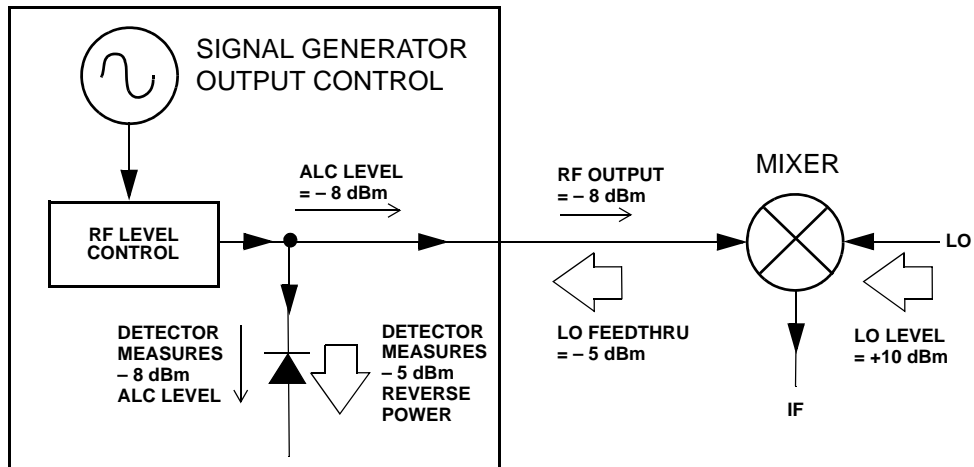 SIGNAL GENERATOR
OUTPUT CONTROL
ALC LEVEL
= – 8 dBm
RF OUTPUT
= – 8 dBm
MIXER
RF LEVEL
CONTROL
LO
DETECTOR
MEASURES
– 8 dBm
ALC LEVEL
DETECTOR
MEASURES
– 5 dBm
REVERSE
POWER
LO FEEDTHRU
= – 5 dBm
LO LEVEL
= +10 dBm
IF